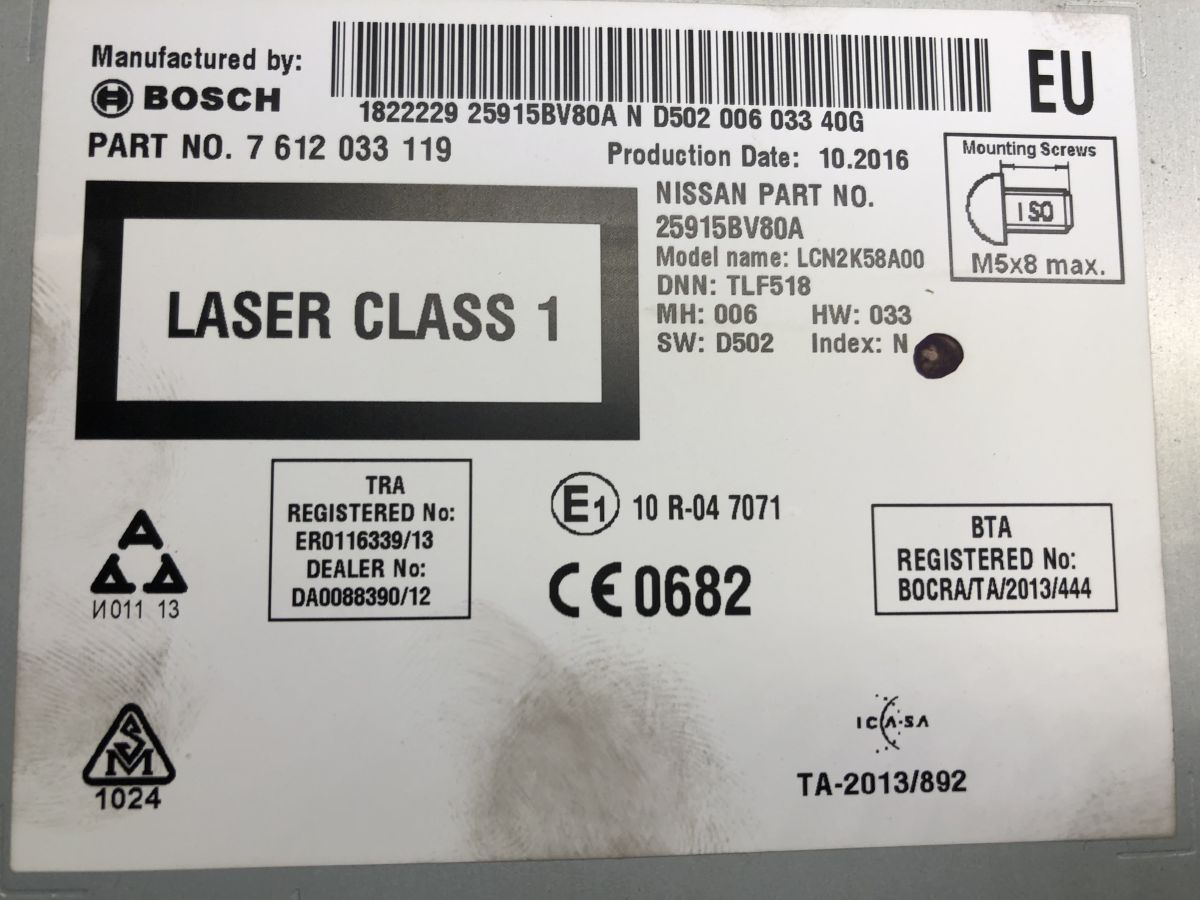 Manufactured by:
BOSCH
1822229 25915BV80A N D502 006 033 40G
EU
PART NO. 7 612 033 119
Production Date: 10.2016
Mounting Screws
ISO
M5x8 max.
NISSAN PART NO.
25915BV80A
Model name: LCN2K58A00
DNN: TLF518
MH: 006 HW: 033
SW: D502 Index: N
LASER CLASS 1
TRA
REGISTERED No:
ER0116339/13
DEALER No:
DA0088390/12
E1 10 R-04 7071
CE 0682
BTA
REGISTERED No:
BOCRA/TA/2013/444
И011 13
SM
1024
ICASA
TA-2013/892